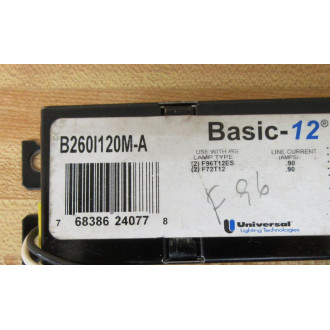 B260I120M-A
Basic-12®
USE WITH
LAMP TYPE
LINE CURRENT
(AMPS)
(2) F96T12ES .90
(2) F72T12 .90
F96
7 68386 24077 8
Universal
Lighting Technologies